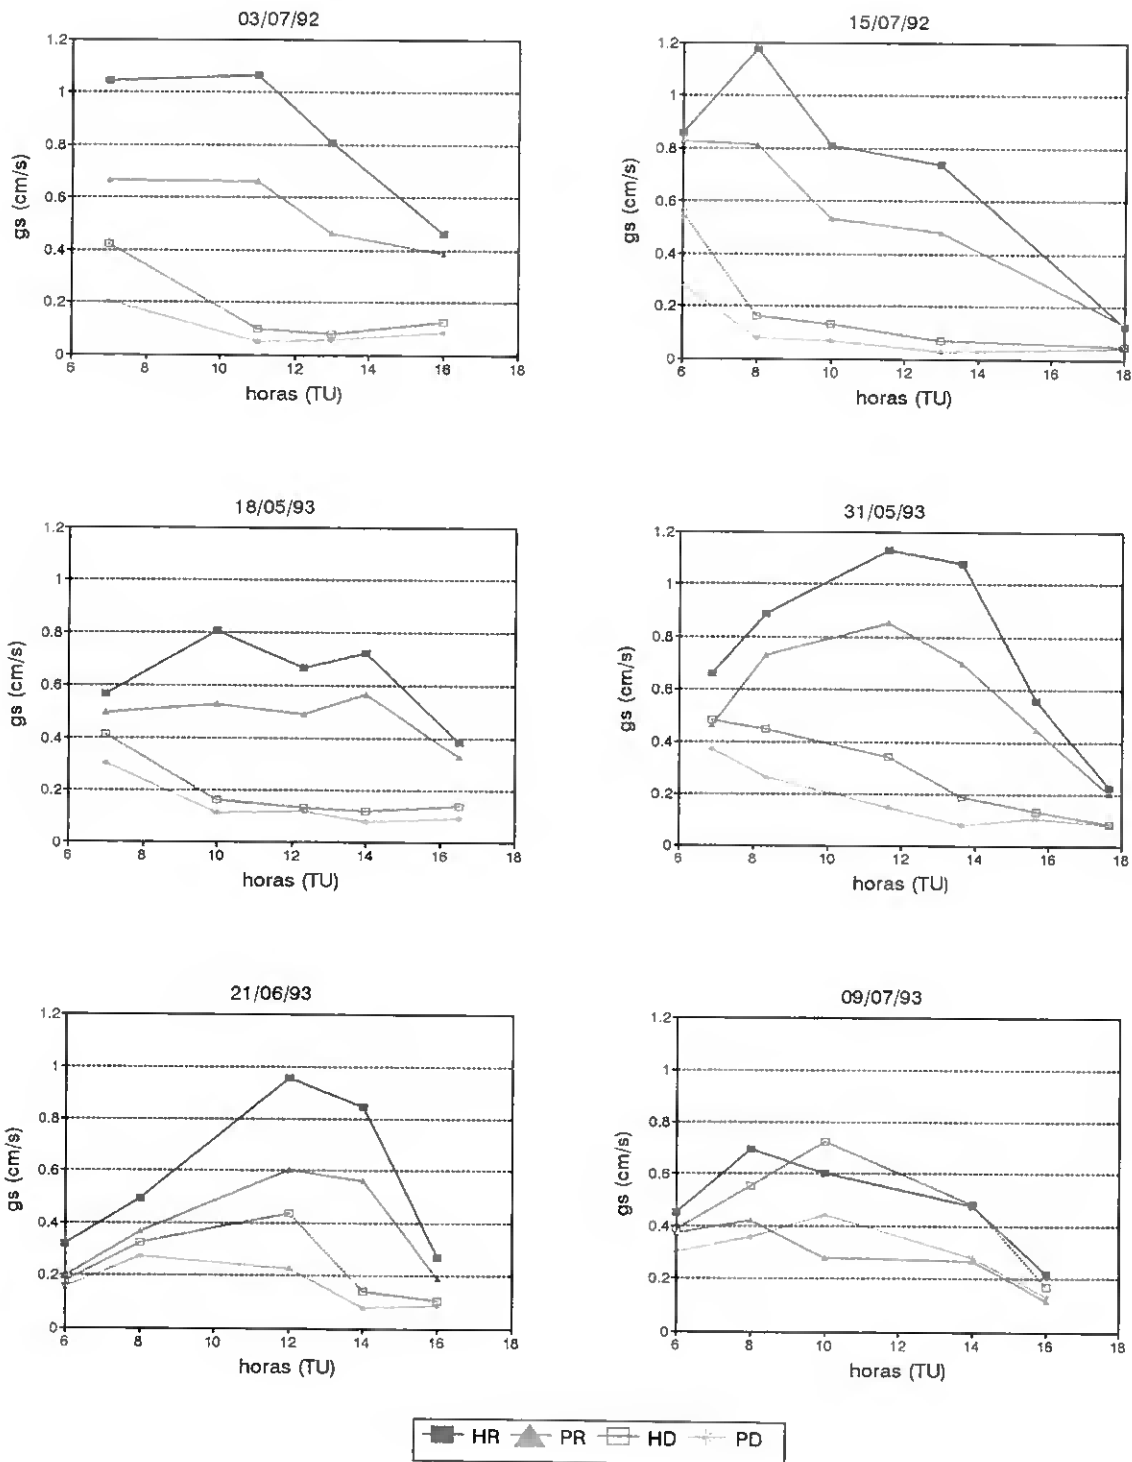 03/07/92
1.2
1
0.8
0.6
0.4
0.2
0
gs (cm/s)
6 8 10 12 14 16 18
horas (TU)
15/07/92
1.2
1
0.8
0.6
0.4
0.2
0
gs (cm/s)
6 8 10 12 14 16 18
horas (TU)
18/05/93
1.2
1
0.8
0.6
0.4
0.2
0
gs (cm/s)
6 8 10 12 14 16 18
horas (TU)
31/05/93
1.2
1
0.8
0.6
0.4
0.2
0
gs (cm/s)
6 8 10 12 14 16 18
horas (TU)
21/06/93
1.2
1
0.8
0.6
0.4
0.2
0
gs (cm/s)
6 8 10 12 14 16 18
horas (TU)
09/07/93
1.2
1
0.8
0.6
0.4
0.2
0
gs (cm/s)
6 8 10 12 14 16 18
horas (TU)
HR PR HD PD